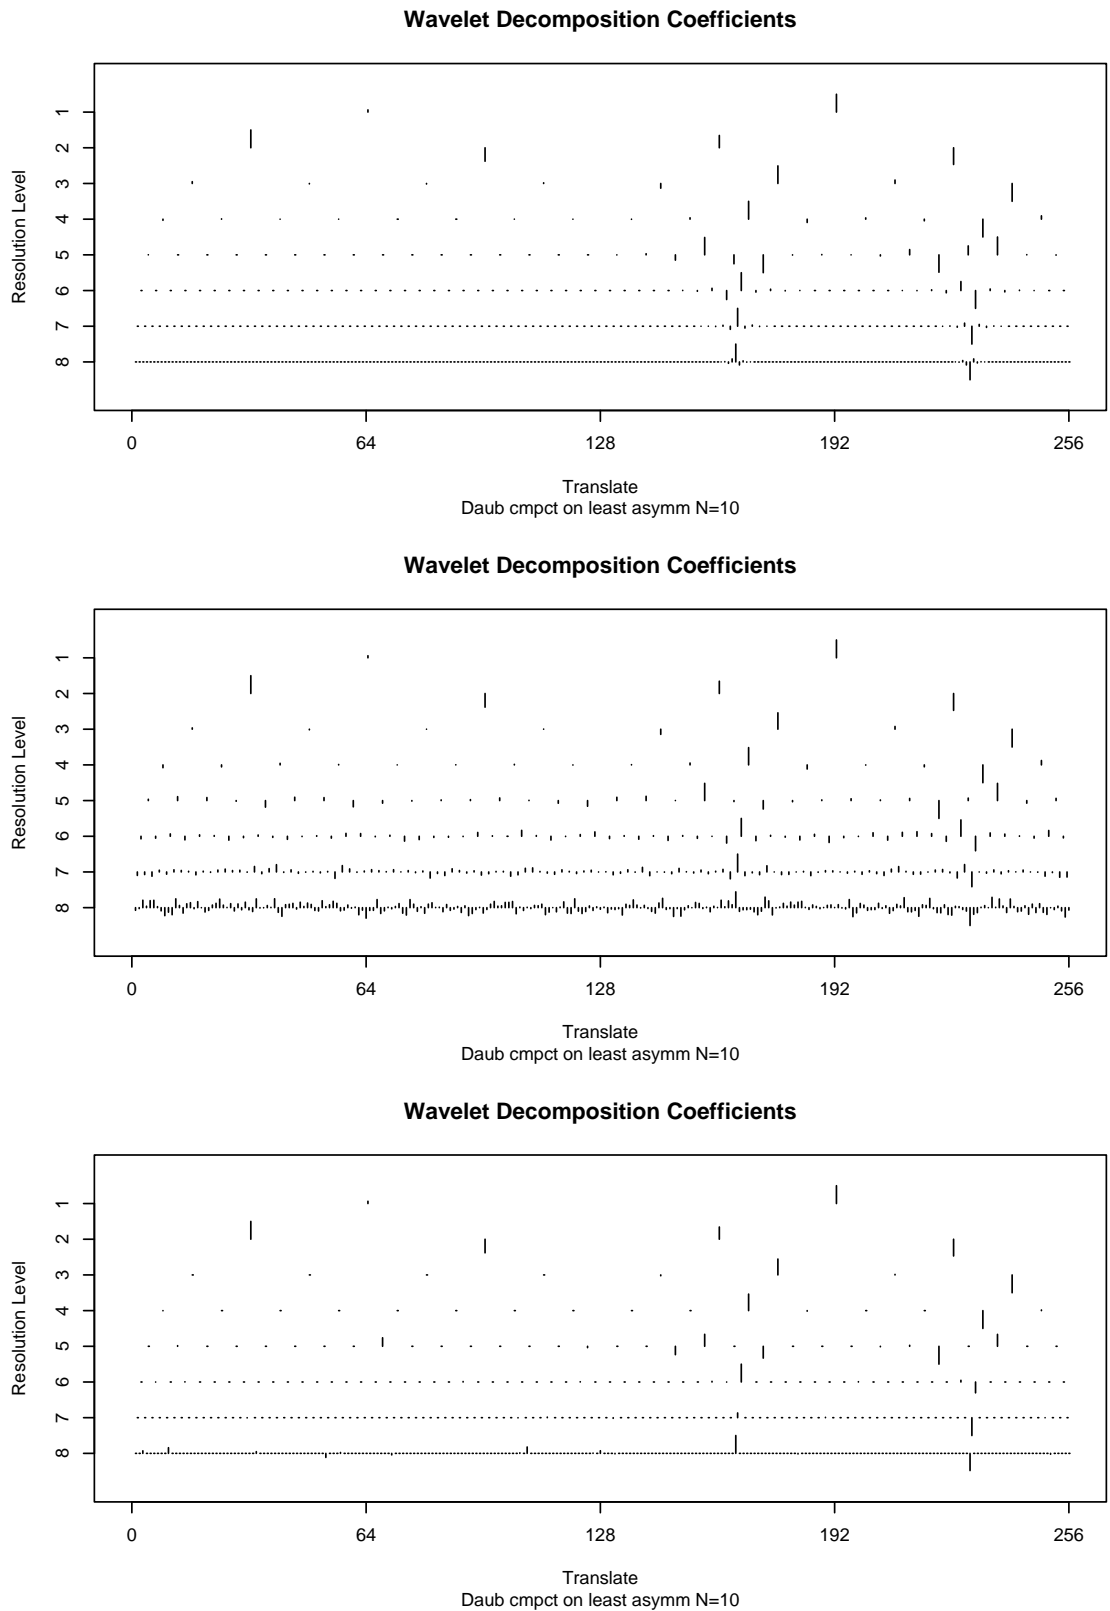 Wavelet Decomposition Coefficients
Resolution Level
1
2
3
4
5
6
7
8
0 64 128 192 256
Translate
Daub cmpct on least asymm N=10
Wavelet Decomposition Coefficients
Resolution Level
1
2
3
4
5
6
7
8
0 64 128 192 256
Translate
Daub cmpct on least asymm N=10
Wavelet Decomposition Coefficients
Resolution Level
1
2
3
4
5
6
7
8
0 64 128 192 256
Translate
Daub cmpct on least asymm N=10